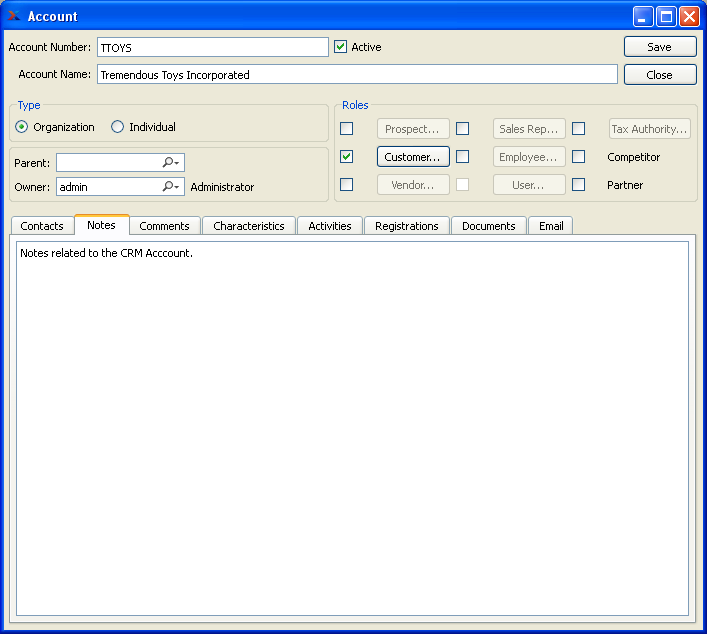 Account
Account Number: TTOYS Active Save
Account Name: Tremendous Toys Incorporated Close
Type Roles
Organization Individual Prospect... Sales Rep... Tax Authority...
Parent: Customer... Employee... Competitor
Owner: admin Administrator Vendor... User... Partner
Contacts Notes Comments Characteristics Activities Registrations Documents Email
Notes related to the CRM Acccount.